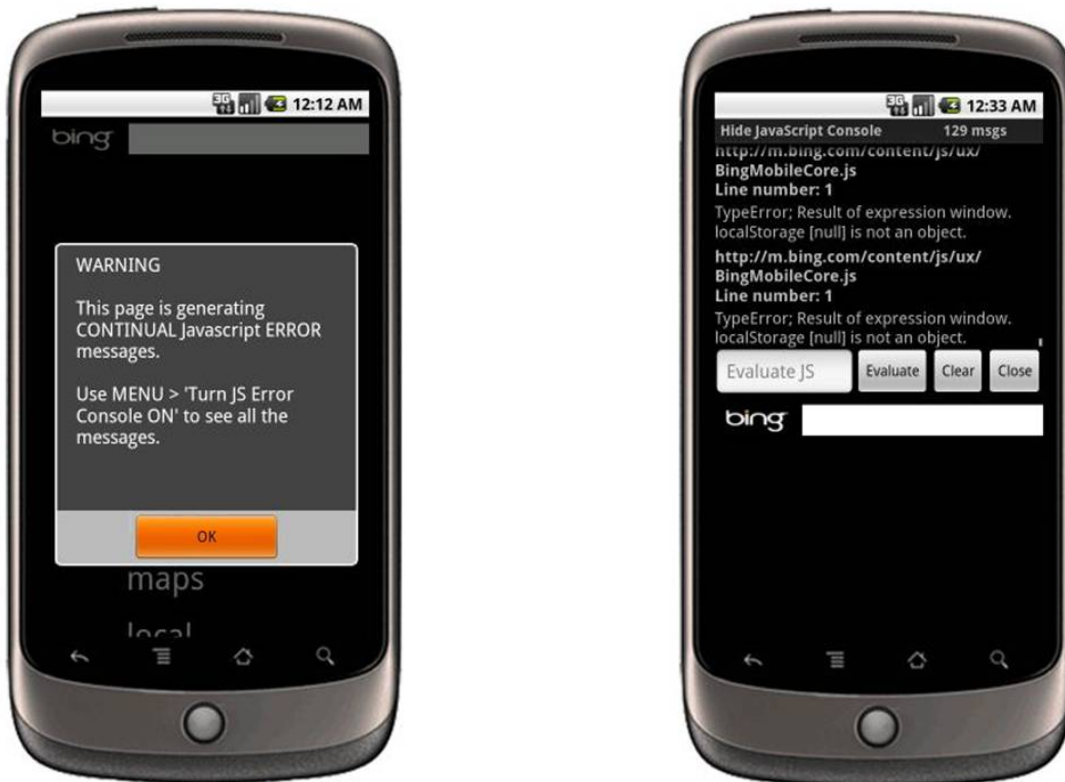 3G
12:12 AM
bing
WARNING
This page is generating
CONTINUAL Javascript ERROR
messages.
Use MENU > 'Turn JS Error
Console ON' to see all the
messages.
OK
maps
local
3G
12:33 AM
Hide JavaScript Console 129 msgs
http://m.bing.com/content/js/ux/
BingMobileCore.js
Line number: 1
TypeError; Result of expression window.
localStorage [null] is not an object.
http://m.bing.com/content/js/ux/
BingMobileCore.js
Line number: 1
TypeError; Result of expression window.
localStorage [null] is not an object.
Evaluate JS Evaluate Clear Close
bing